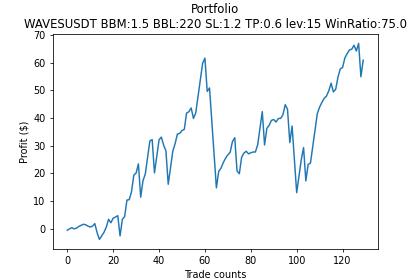 Portfolio
WAVESUSDT BBM:1.5 BBL:220 SL:1.2 TP:0.6 lev:15 WinRatio:75.0
70
60
50
40
30
20
10
0
Profit ($)
0 20 40 60 80 100 120
Trade counts